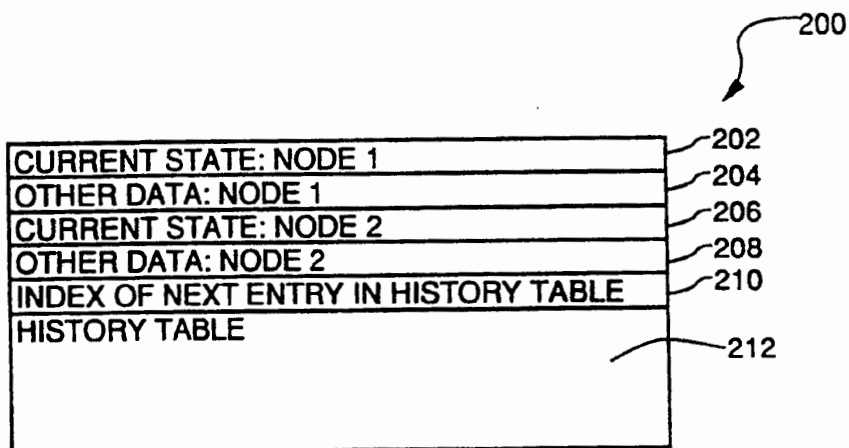 200
CURRENT STATE: NODE 1 202
OTHER DATA: NODE 1 204
CURRENT STATE: NODE 2 206
OTHER DATA: NODE 2 208
INDEX OF NEXT ENTRY IN HISTORY TABLE 210
HISTORY TABLE
212